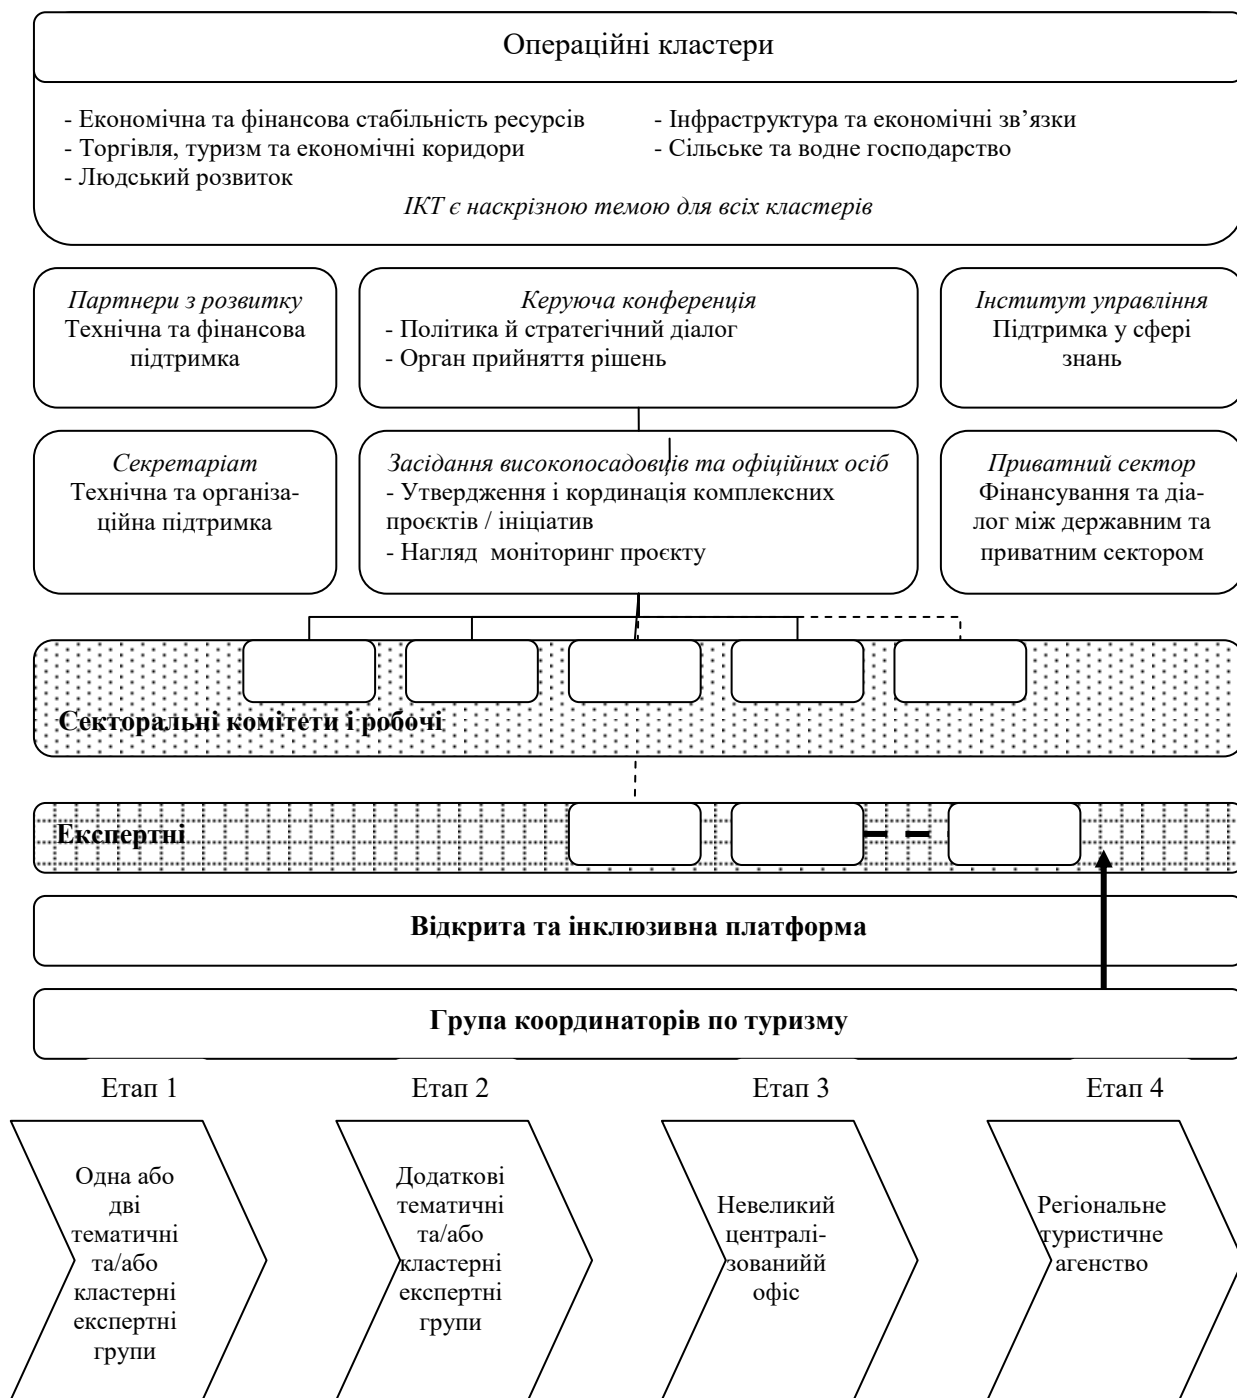 Операційні кластери
- Економічна та фінансова стабільність ресурсів
- Торгівля, туризм та економічні коридори
- Людський розвиток
- Інфраструктура та економічні зв’язки
- Сільське та водне господарство
ІКТ є наскрізною темою для всіх кластерів
Партнери з розвитку
Технічна та фінансова
підтримка
Керуюча конференція
- Політика й стратегічний діалог
- Орган прийняття рішень
Інститут управління
Підтримка у сфері
знань
Секретаріат
Технічна та організа-
ційна підтримка
Засідання високопосадовців та офіційних осіб
- Утвердження і кординація комплексних
проєктів / ініціатив
- Нагляд  моніторинг проєкту
Приватний сектор
Фінансування та діа-
лог між державним та
приватним сектором
Секторальні комітети і робочі
Експертні
Відкрита та інклюзивна платформа
Група координаторів по туризму
Етап 1
Етап 2
Етап 3
Етап 4
Одна або
дві
тематичні
та/або
кластерні
експертні
групи
Додаткові
тематичні
та/або
кластерні
експертні
групи
Невеликий
централі-
зованийй
офіс
Регіональне
туристичне
агенство